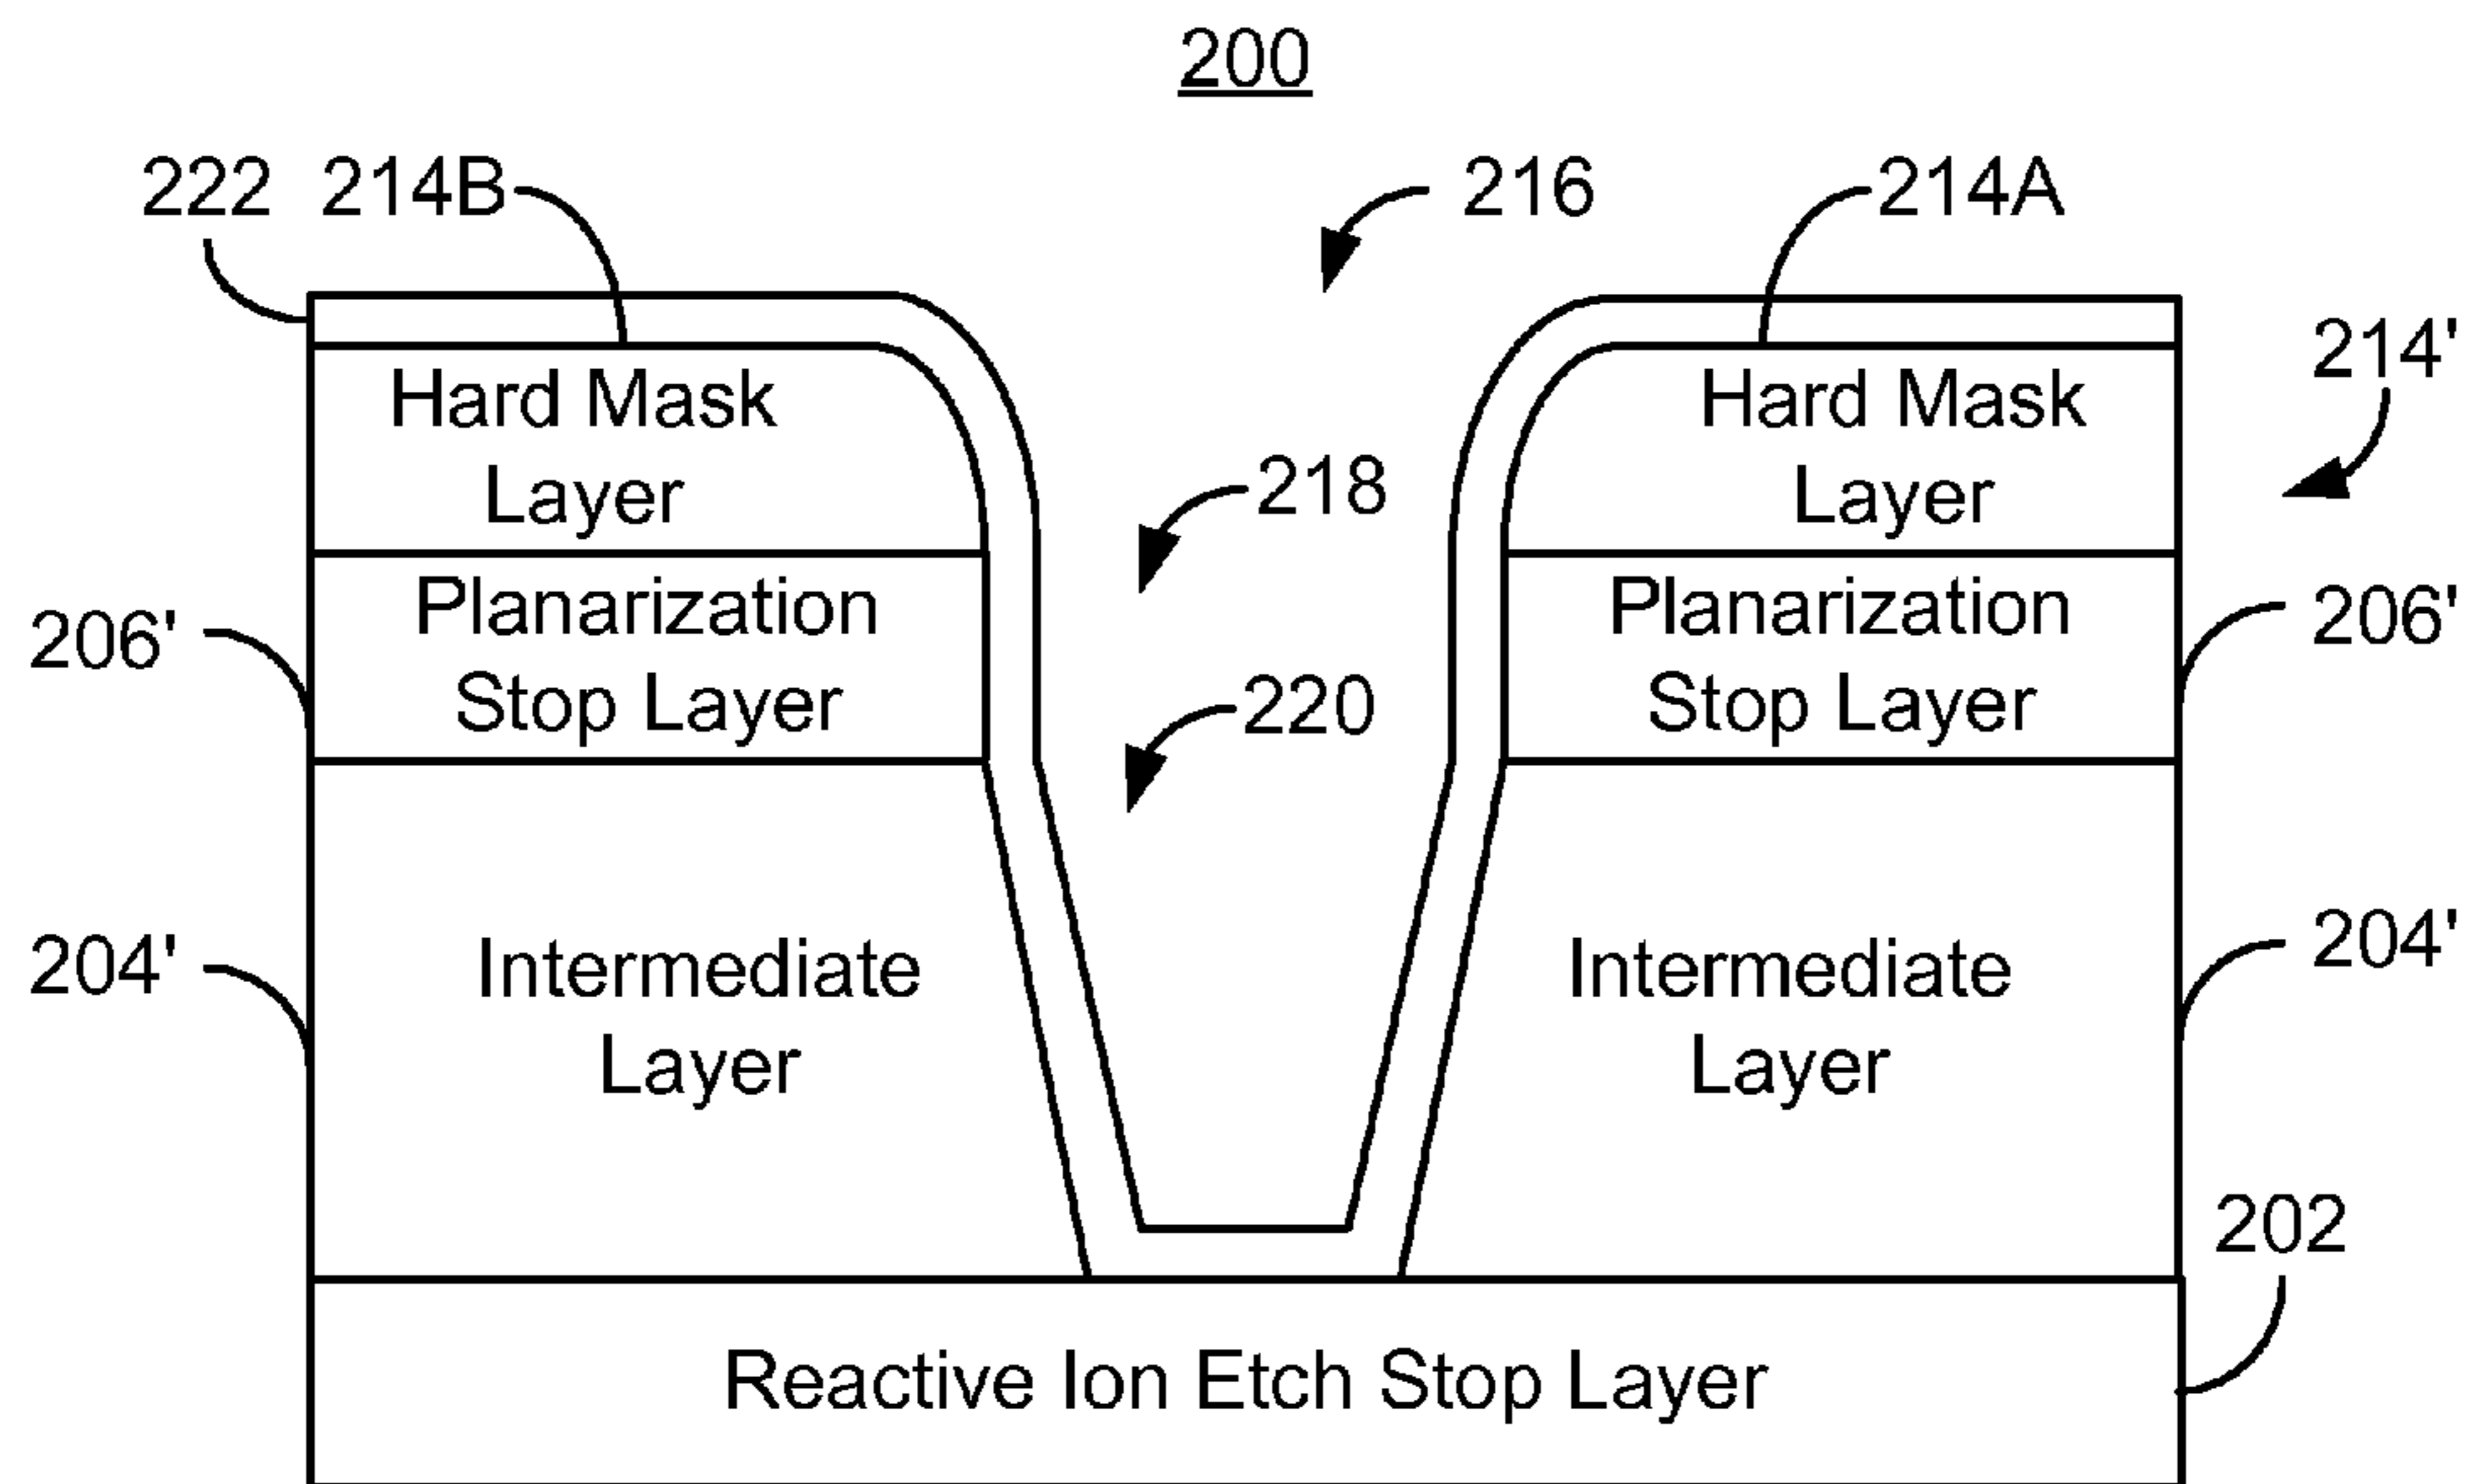 200
222 214B 216 214A
214'
Hard Mask
Layer
Hard Mask
Layer
218
206'
Planarization
Stop Layer
Planarization
Stop Layer
206'
220
204'
Intermediate
Layer
Intermediate
Layer
204'
202
Reactive Ion Etch Stop Layer